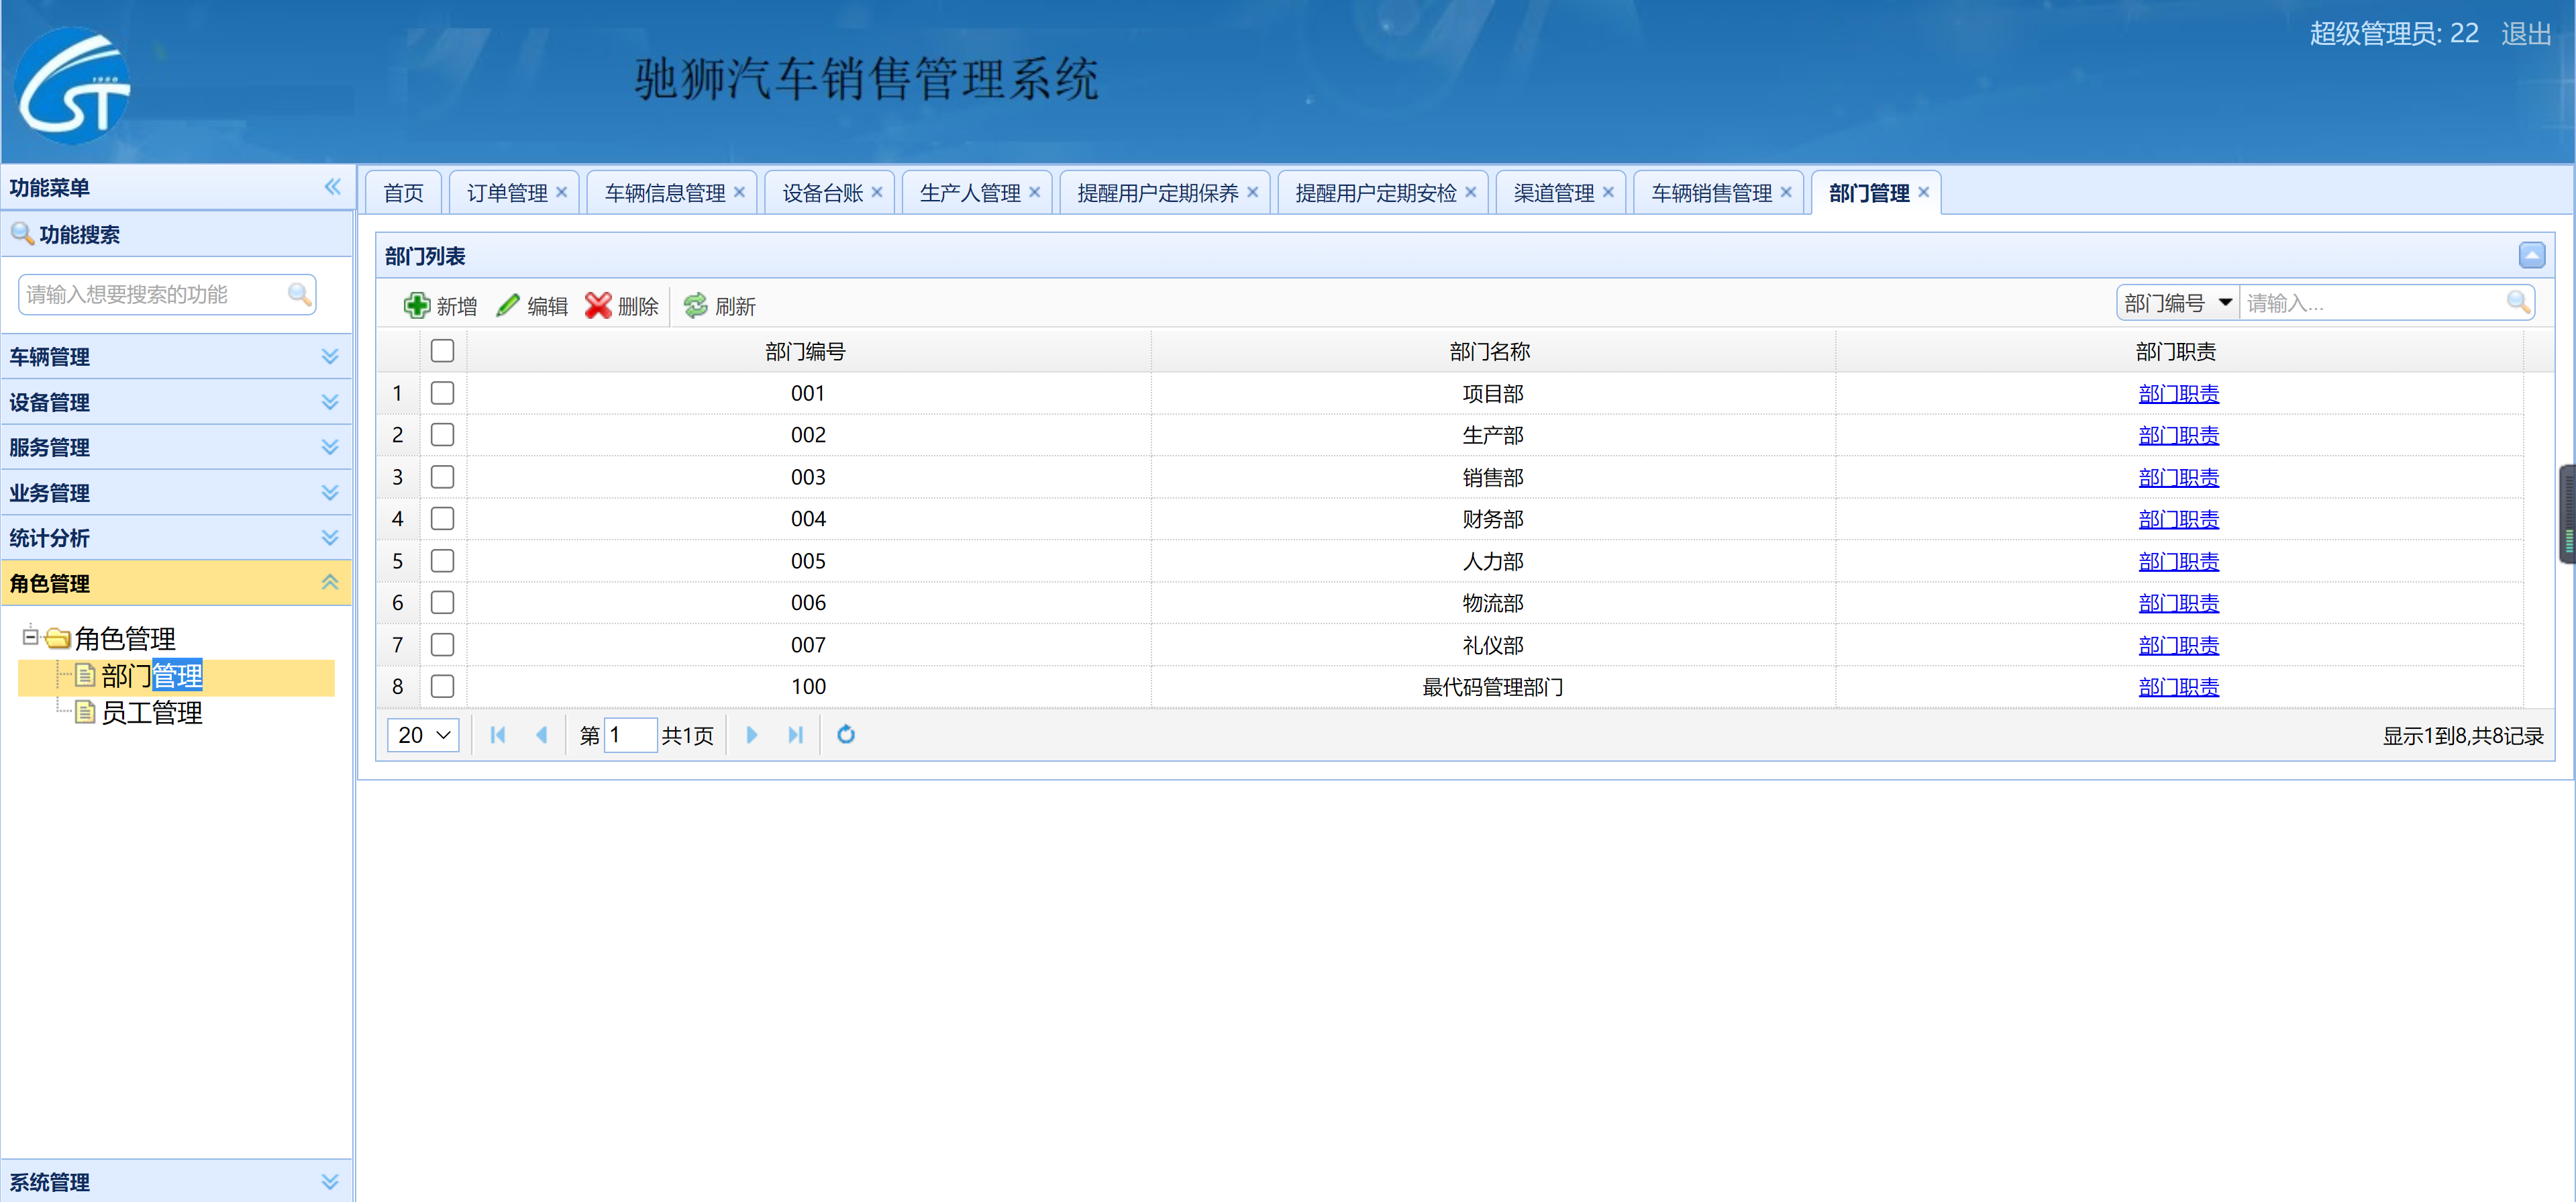 1960
ST
驰狮汽车销售管理系统
超级管理员: 22 退出
功能菜单
功能搜索
请输入想要搜索的功能
车辆管理
设备管理
服务管理
业务管理
统计分析
角色管理
角色管理
部门管理
员工管理
系统管理
首页 订单管理 车辆信息管理 设备台账 生产人管理 提醒用户定期保养 提醒用户定期安检 渠道管理 车辆销售管理 部门管理
部门列表
新增 编辑 删除 刷新 部门编号 请输入...
部门编号 部门名称 部门职责
1 001 项目部 部门职责
2 002 生产部 部门职责
3 003 销售部 部门职责
4 004 财务部 部门职责
5 005 人力部 部门职责
6 006 物流部 部门职责
7 007 礼仪部 部门职责
8 100 最代码管理部门 部门职责
20 第 1 共1页 显示1到8,共8记录